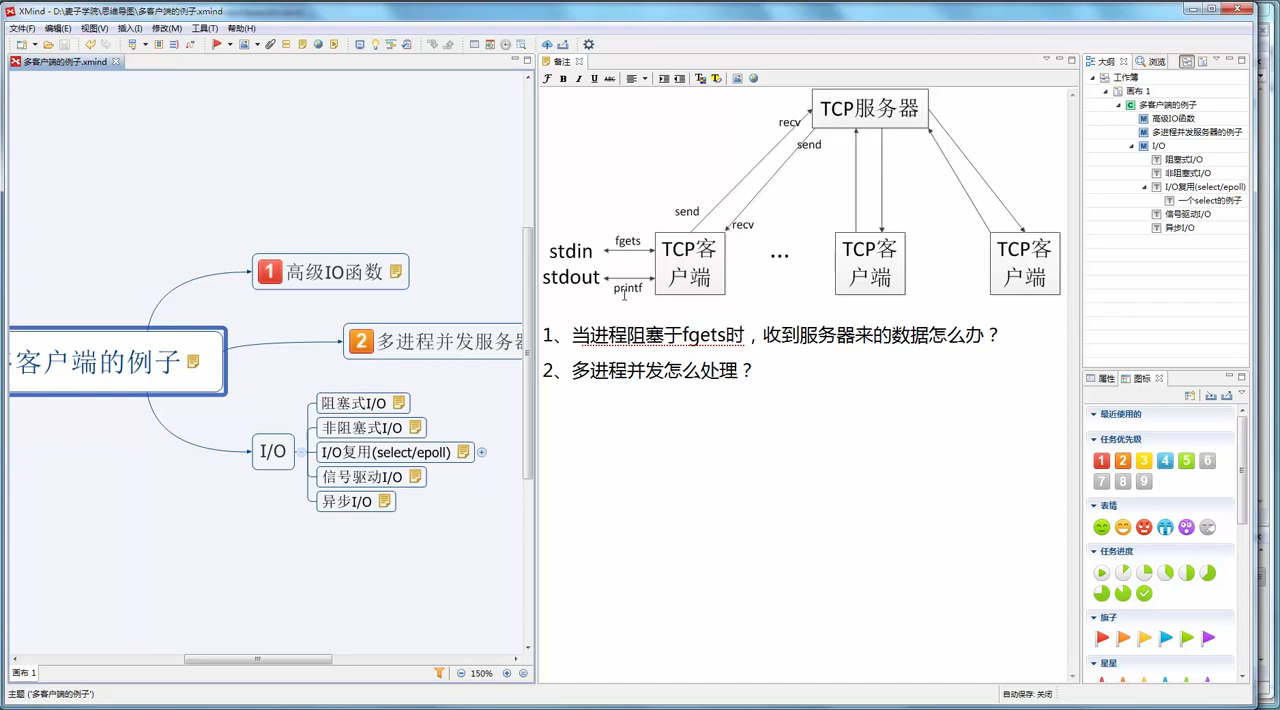 XMind - D:\麦子学院\思维导图\多客户端的例子.xmind
文件(F) 编辑(E) 视图(V) 插入(I) 修改(M) 工具(T) 帮助(H)
多客户端的例子.xmind
备注
大纲
浏览
TCP服务器
recv
send
send
recv
stdin
fgets
TCP客户端
...
TCP客户端
TCP客户端
stdout
printf
1、当进程阻塞于fgets时，收到服务器来的数据怎么办？
2、多进程并发怎么处理？
1 高级IO函数
2 多进程并发服务器
客户端的例子
I/O
阻塞式I/O
非阻塞式I/O
I/O复用(select/epoll)
信号驱动I/O
异步I/O
工作簿
画布 1
多客户端的例子
高级IO函数
多进程并发服务器的例子
I/O
阻塞式I/O
非阻塞式I/O
I/O复用(select/epoll)
一个select的例子
信号驱动I/O
异步I/O
属性
图标
最近使用的
任务优先级
1 2 3 4 5 6
7 8 9
表情
任务进度
旗子
星星
画布 1
150%
主题 ('多客户端的例子')
自动保存: 关闭